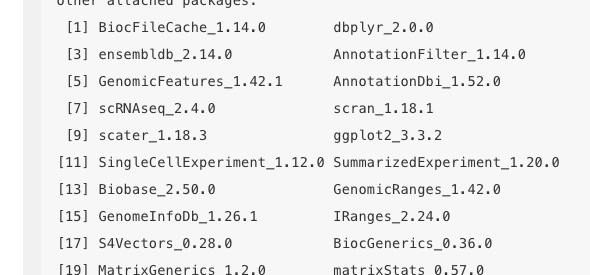 other attached packages:
[1] BiocFileCache_1.14.0 dbplyr_2.0.0
[3] ensembldb_2.14.0 AnnotationFilter_1.14.0
[5] GenomicFeatures_1.42.1 AnnotationDbi_1.52.0
[7] scRNAseq_2.4.0 scran_1.18.1
[9] scater_1.18.3 ggplot2_3.3.2
[11] SingleCellExperiment_1.12.0 SummarizedExperiment_1.20.0
[13] Biobase_2.50.0 GenomicRanges_1.42.0
[15] GenomeInfoDb_1.26.1 IRanges_2.24.0
[17] S4Vectors_0.28.0 BiocGenerics_0.36.0
[19] MatrixGenerics_1.2.0 matrixStats_0.57.0